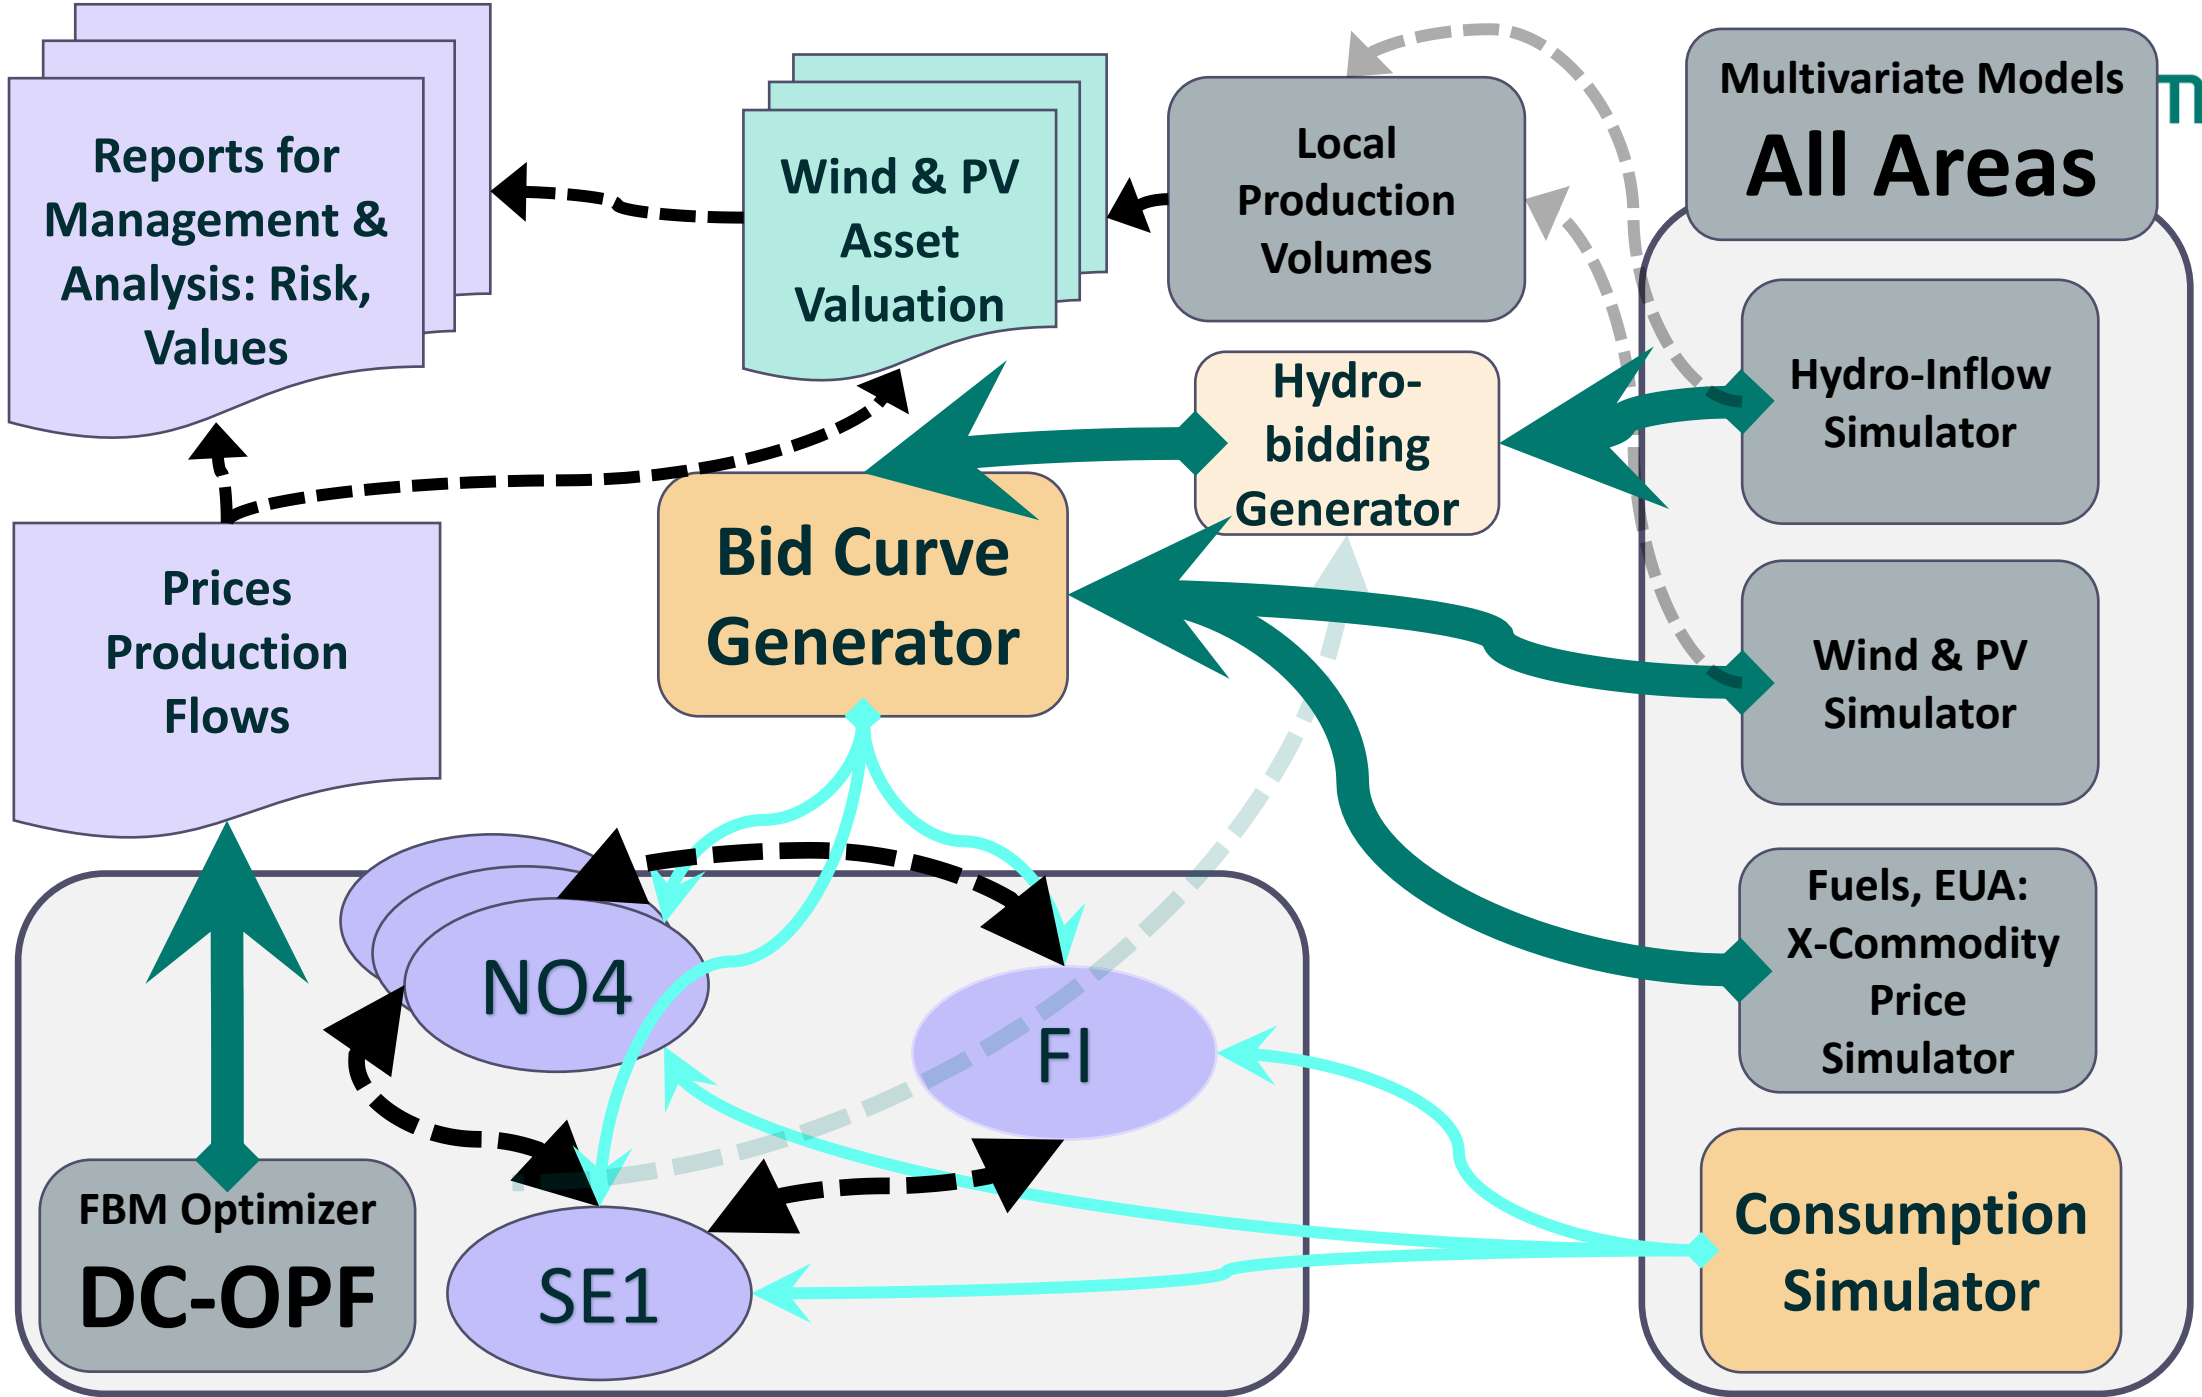 Reports for
Management &
Analysis: Risk,
Values
Wind & PV
Asset
Valuation
Local
Production
Volumes
Multivariate Models
All Areas
Hydro-
bidding
Generator
Hydro-Inflow
Simulator
Bid Curve
Generator
Prices
Production
Flows
Wind & PV
Simulator
Fuels, EUA:
X-Commodity
Price
Simulator
NO4
FI
SE1
FBM Optimizer
DC-OPF
Consumption
Simulator